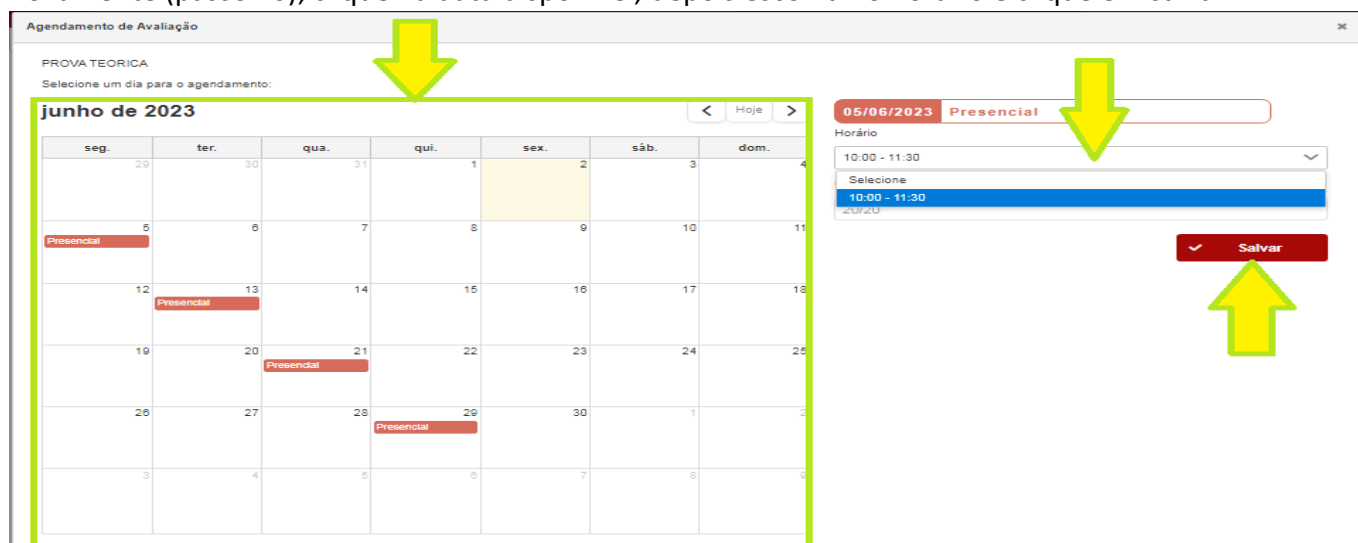 Agendamento de Avaliação ×
PROVA TEORICA
Selecione um dia para o agendamento:
junho de 2023 < Hoje >
seg. ter. qua. qui. sex. sáb. dom.
29 30 31 1 2 3 4
5 6 7 8 9 10 11
Presencial
12 13 14 15 16 17 18
Presencial
19 20 21 22 23 24 25
Presencial
26 27 28 29 30 1 2
Presencial
3 4 5 6 7 8 9
05/06/2023 Presencial
Horário
10:00 - 11:30
Selecione
10:00 - 11:30
20/20
Salvar